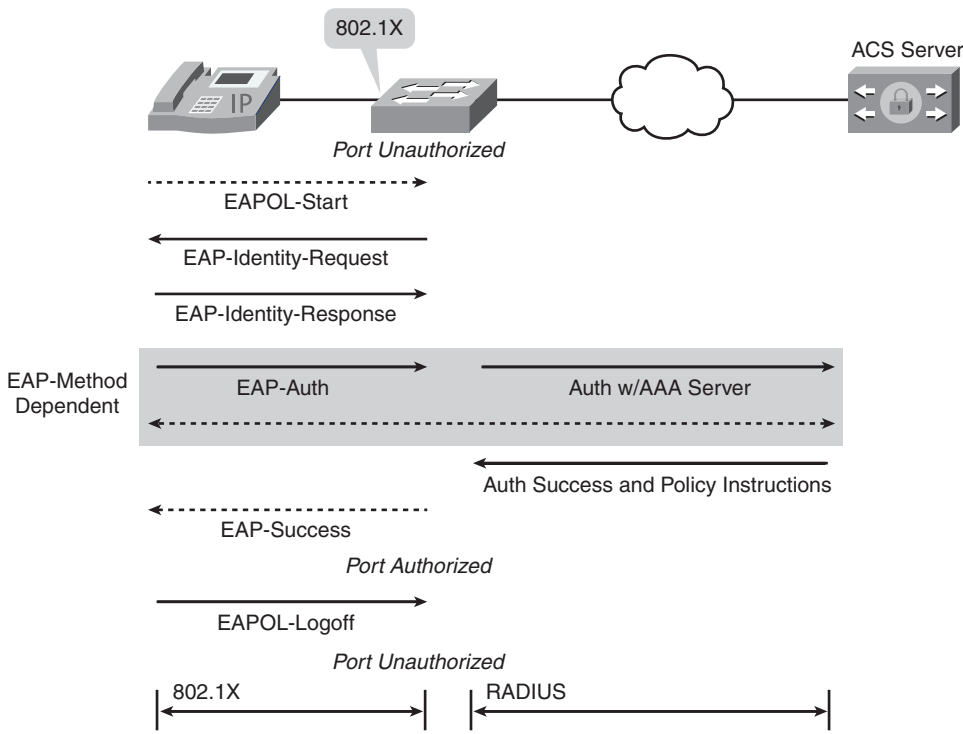 802.1X
ACS Server
IP
Port Unauthorized
EAPOL-Start
EAP-Identity-Request
EAP-Identity-Response
EAP-Method
Dependent
EAP-Auth
Auth w/AAA Server
Auth Success and Policy Instructions
EAP-Success
Port Authorized
EAPOL-Logoff
Port Unauthorized
802.1X
RADIUS